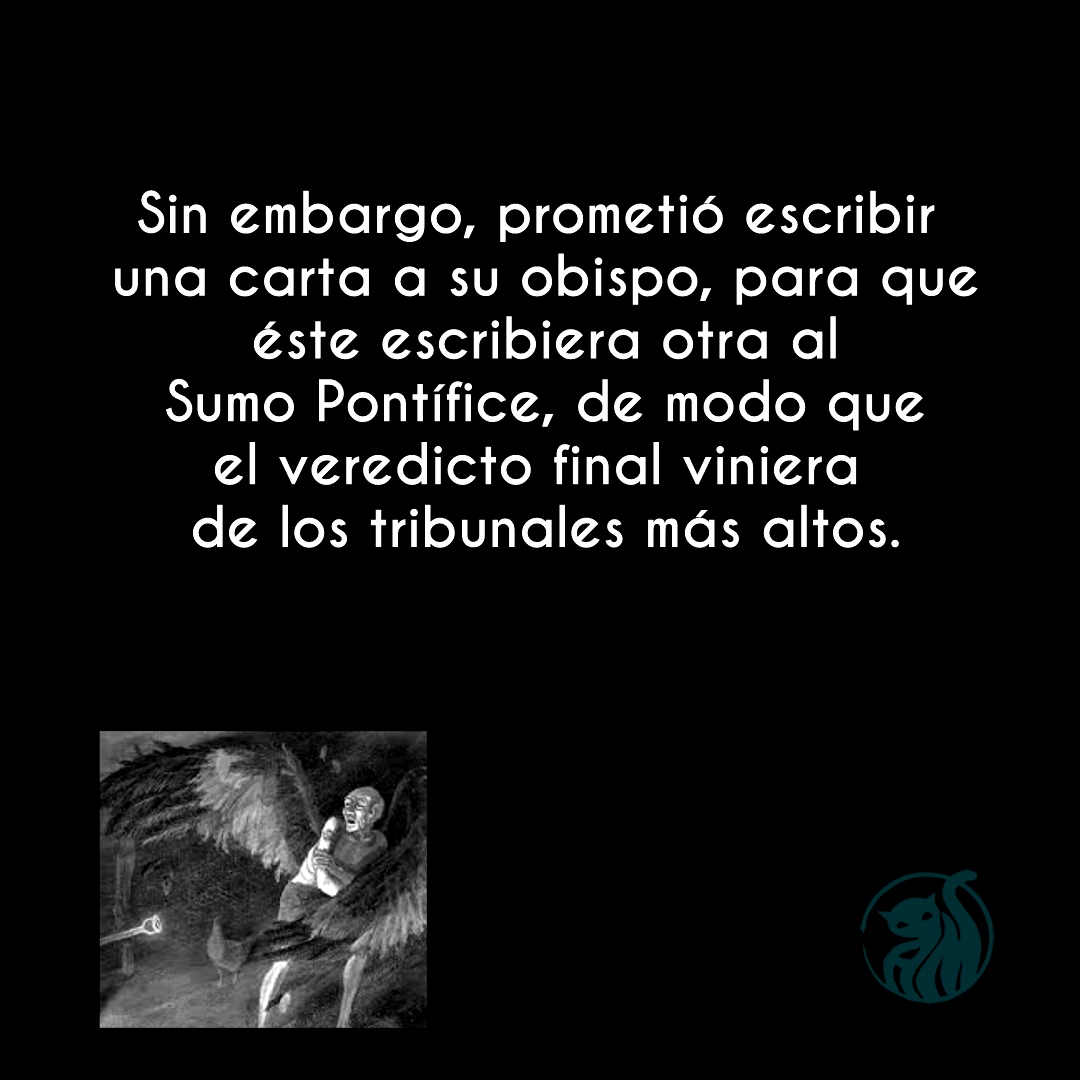 Sin embargo, prometió escribir
una carta a su obispo, para que
éste escribiera otra al
Sumo Pontífice, de modo que
el veredicto final viniera
de los tribunales más altos.